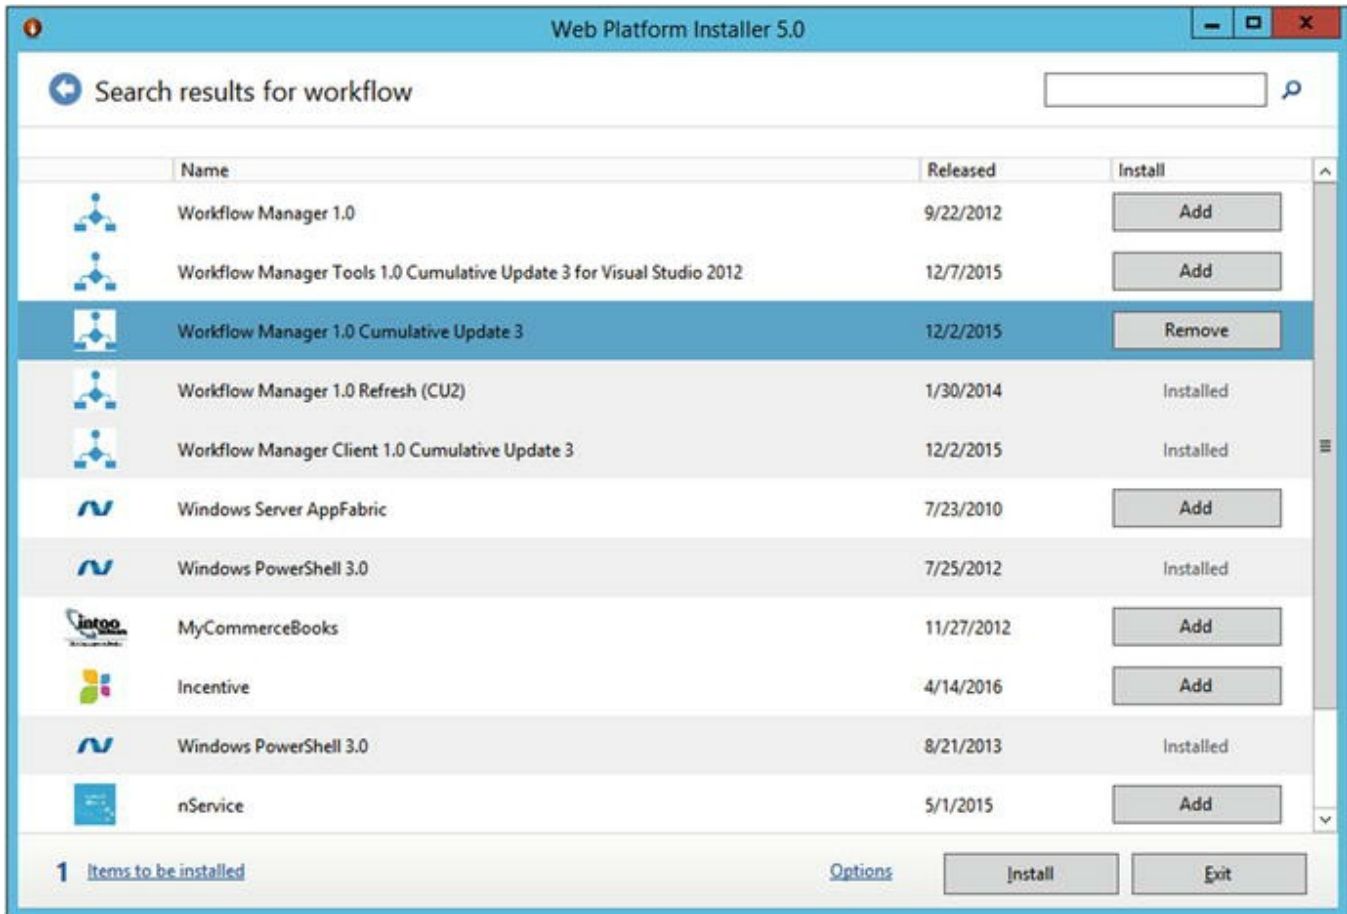 Web Platform Installer 5.0
Search results for workflow
Name Released Install
Workflow Manager 1.0 9/22/2012 Add
Workflow Manager Tools 1.0 Cumulative Update 3 for Visual Studio 2012 12/7/2015 Add
Workflow Manager 1.0 Cumulative Update 3 12/2/2015 Remove
Workflow Manager 1.0 Refresh (CU2) 1/30/2014 Installed
Workflow Manager Client 1.0 Cumulative Update 3 12/2/2015 Installed
Windows Server AppFabric 7/23/2010 Add
Windows PowerShell 3.0 7/25/2012 Installed
intoo MyCommerceBooks 11/27/2012 Add
Incentive 4/14/2016 Add
Windows PowerShell 3.0 8/21/2013 Installed
nService 5/1/2015 Add
1 Items to be installed Options Install Exit